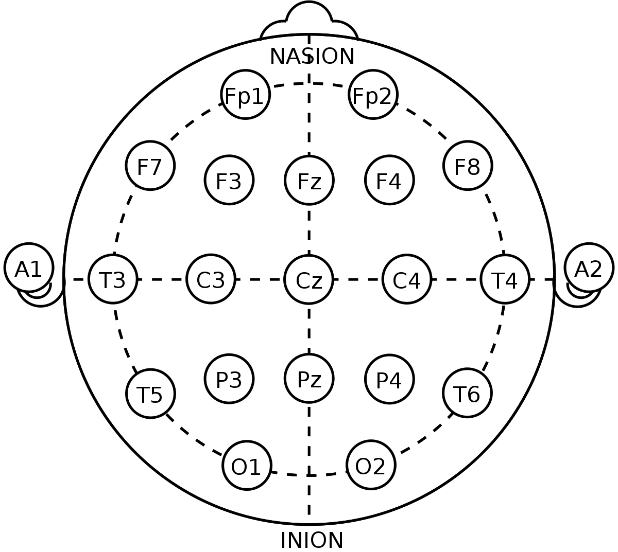 NASION
Fp1 Fp2
F7 F3 Fz F4 F8
A1 T3 C3 Cz C4 T4 A2
T5 P3 Pz P4 T6
O1 O2
INION